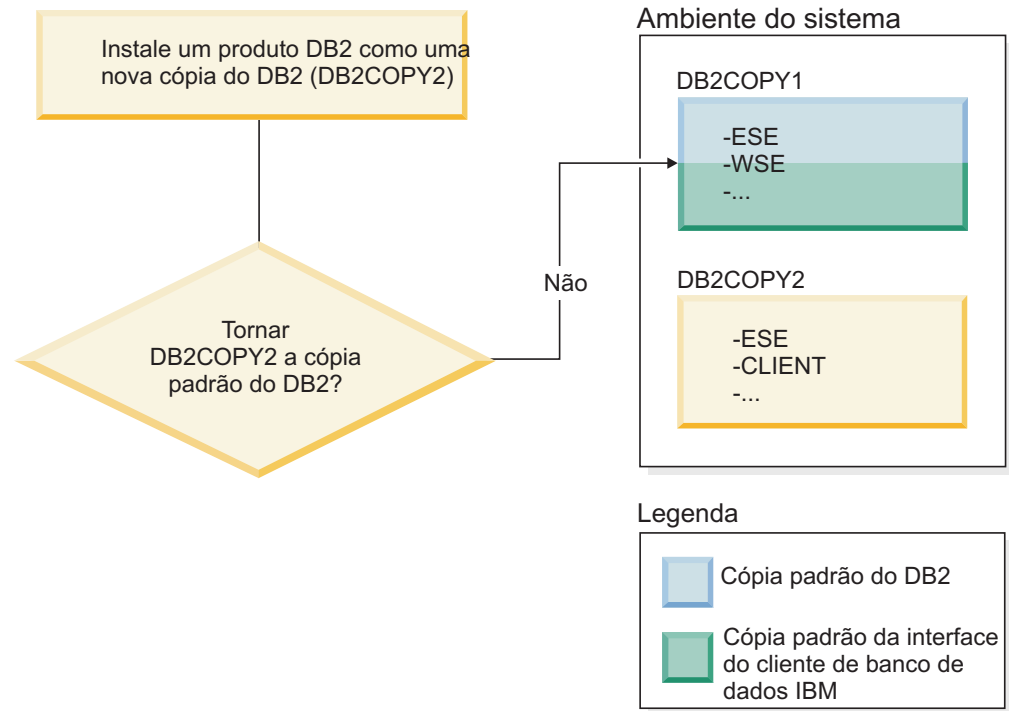 Instale um produto DB2 como uma
nova cópia do DB2 (DB2COPY2)
Tornar
DB2COPY2 a cópia
padrão do DB2?
Não
Ambiente do sistema
DB2COPY1
-ESE
-WSE
-...
DB2COPY2
-ESE
-CLIENT
-...
Legenda
Cópia padrão do DB2
Cópia padrão da interface
do cliente de banco de
dados IBM